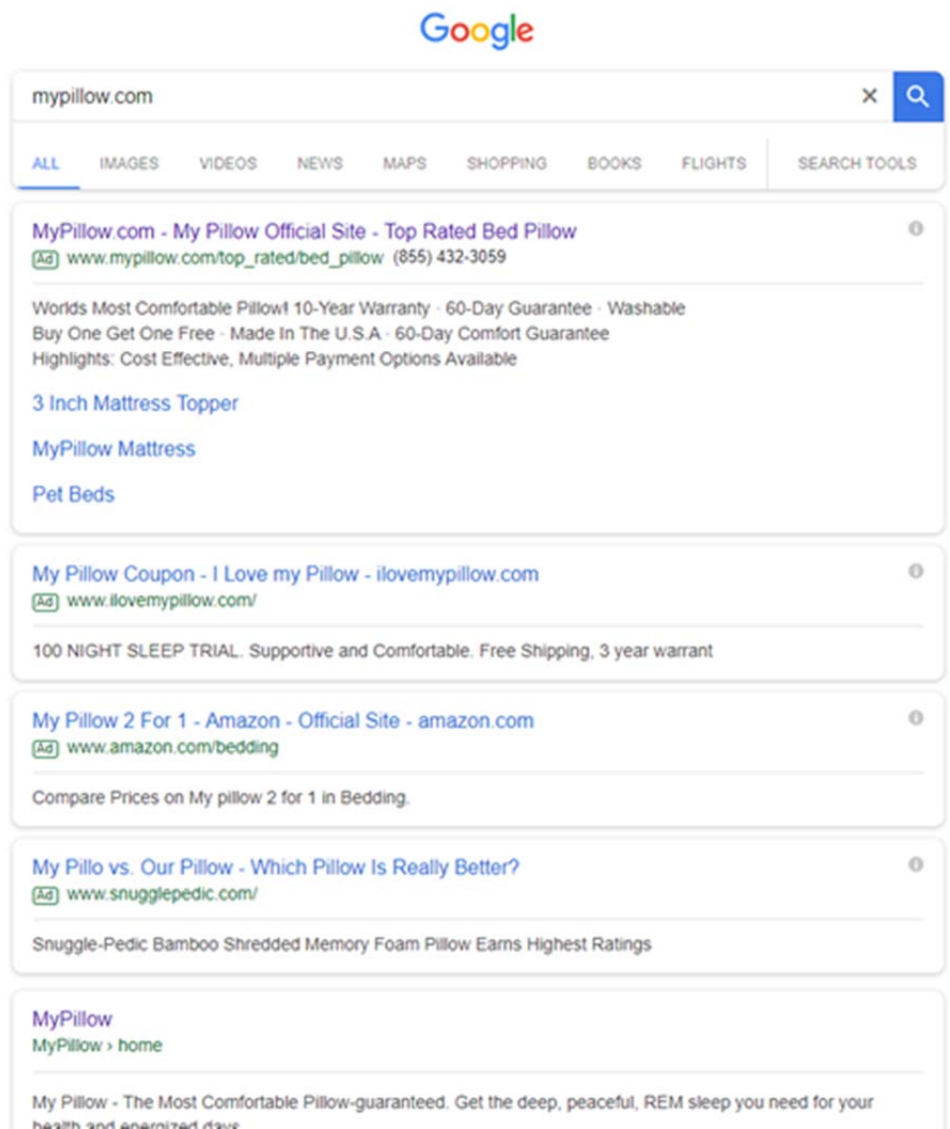 Google
mypillow.com
ALL IMAGES VIDEOS NEWS MAPS SHOPPING BOOKS FLIGHTS SEARCH TOOLS
MyPillow.com - My Pillow Official Site - Top Rated Bed Pillow
Ad www.mypillow.com/top_rated/bed_pillow (855) 432-3059
Worlds Most Comfortable Pillow! 10-Year Warranty · 60-Day Guarantee · Washable
Buy One Get One Free · Made In The U.S.A · 60-Day Comfort Guarantee
Highlights: Cost Effective, Multiple Payment Options Available
3 Inch Mattress Topper
MyPillow Mattress
Pet Beds
My Pillow Coupon - I Love my Pillow - ilovemypillow.com
Ad www.ilovemypillow.com/
100 NIGHT SLEEP TRIAL. Supportive and Comfortable. Free Shipping, 3 year warrant
My Pillow 2 For 1 - Amazon - Official Site - amazon.com
Ad www.amazon.com/bedding
Compare Prices on My pillow 2 for 1 in Bedding.
My Pillo vs. Our Pillow - Which Pillow Is Really Better?
Ad www.snugglepedic.com/
Snuggle-Pedic Bamboo Shredded Memory Foam Pillow Earns Highest Ratings
MyPillow
MyPillow › home
My Pillow - The Most Comfortable Pillow-guaranteed. Get the deep, peaceful, REM sleep you need for your
health and energized days